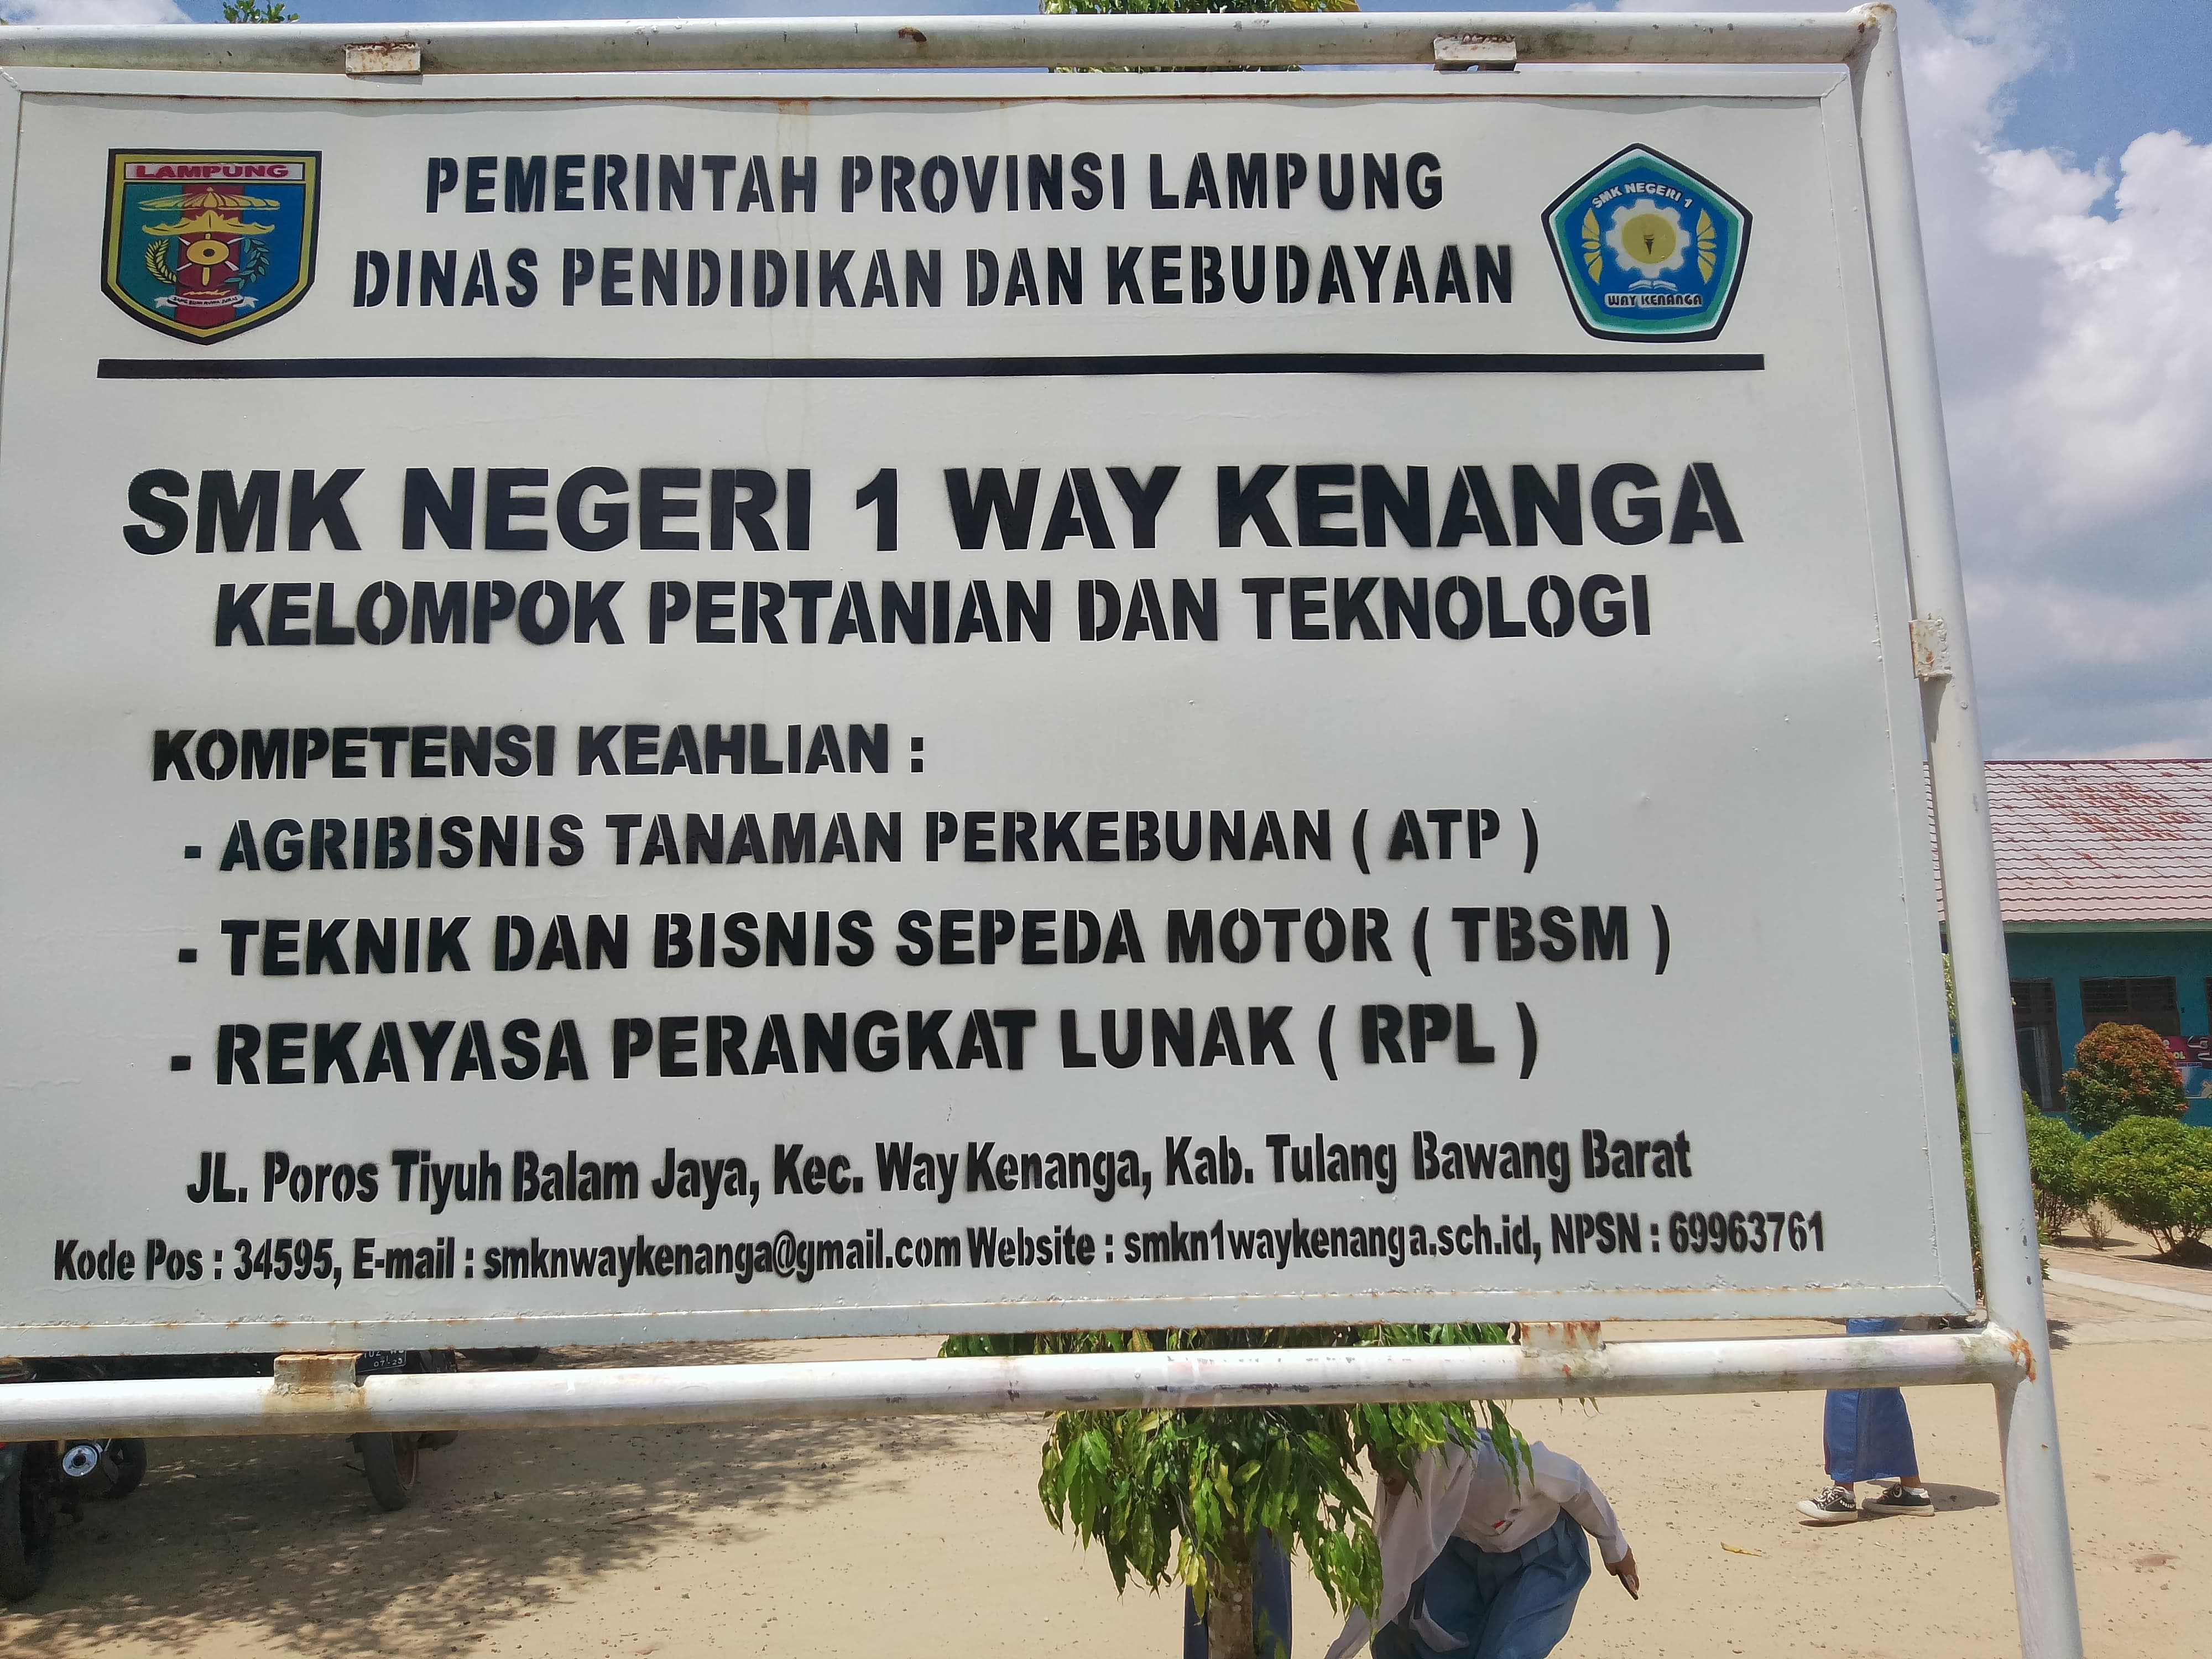 LAMPUNG
PEMERINTAH PROVINSI LAMPUNG
DINAS PENDIDIKAN DAN KEBUDAYAAN
SMK NEGERI 1
WAY KENANGA
SMK NEGERI 1 WAY KENANGA
KELOMPOK PERTANIAN DAN TEKNOLOGI
KOMPETENSI KEAHLIAN :
- AGRIBISNIS TANAMAN PERKEBUNAN ( ATP )
- TEKNIK DAN BISNIS SEPEDA MOTOR ( TBSM )
- REKAYASA PERANGKAT LUNAK ( RPL )
JL. Poros Tiyuh Balam Jaya, Kec. Way Kenanga, Kab. Tulang Bawang Barat
Kode Pos : 34595, E-mail : smknwaykenanga@gmail.com Website : smkn1waykenanga.sch.id, NPSN : 69963761